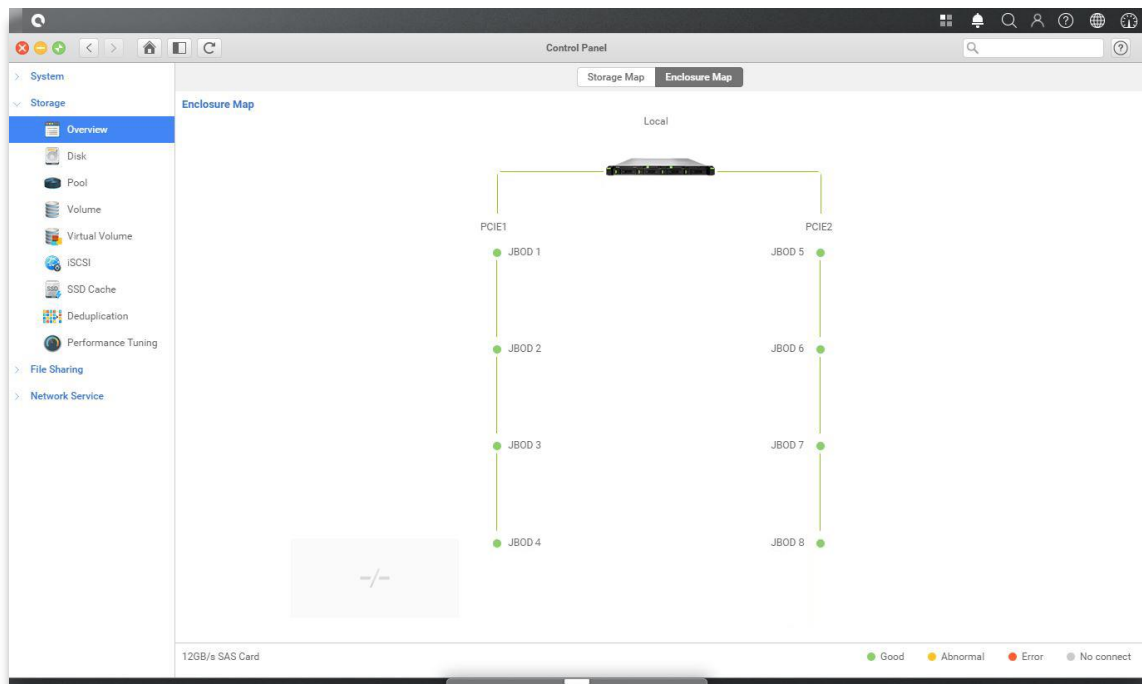 Control Panel
System
Storage
Overview
Disk
Pool
Volume
Virtual Volume
iSCSI
SSD Cache
Deduplication
Performance Tuning
File Sharing
Network Service
Storage Map Enclosure Map
Enclosure Map
Local
PCIE1 PCIE2
JBOD 1 JBOD 5
JBOD 2 JBOD 6
JBOD 3 JBOD 7
JBOD 4 JBOD 8
-/-
12GB/s SAS Card Good Abnormal Error No connect